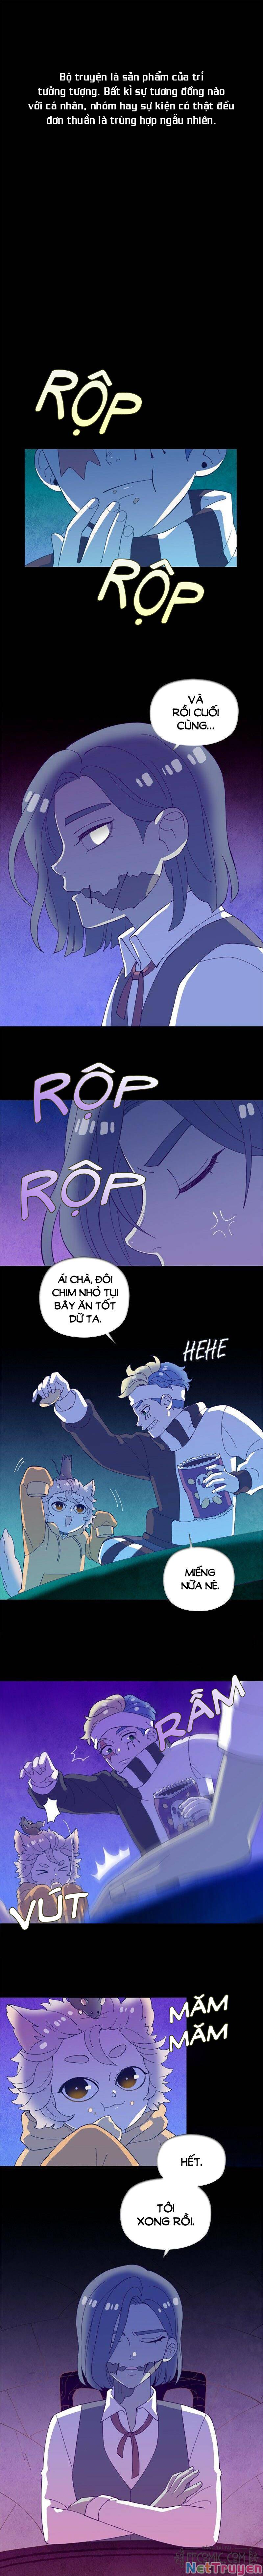 Bộ truyện là sản phẩm của trí
tưởng tượng. Bất kì sự tương đồng nào
với cá nhân, nhóm hay sự kiện có thật đều
đơn thuần là trùng hợp ngẫu nhiên.
RỘP
RỘP
VÀ
RỒI CUỐI
CÙNG...
RỘP
RỘP
ÁI CHÀ, ĐÔI
CHIM NHỎ TỤI
BÂY ĂN TỐT
DỮ TA.
HEHE
MIẾNG
NỮA NÈ.
RẦM
VÚT
MĂM
MĂM
HẾT.
TÔI
XONG RỒI.
NetTruyen